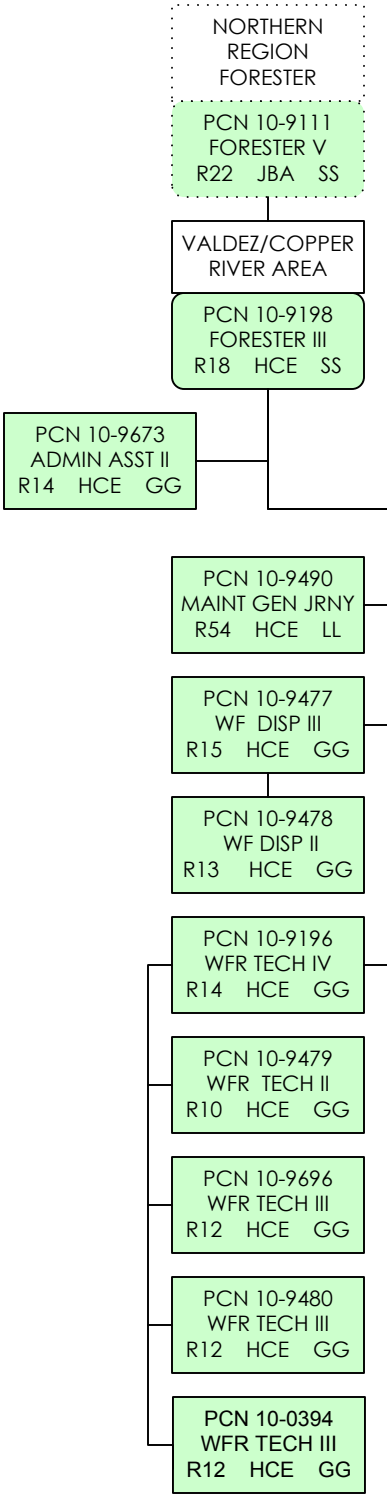 NORTHERN
REGION
FORESTER
PCN 10-9111
FORESTER V
R22 JBA SS
VALDEZ/COPPER
RIVER AREA
PCN 10-9198
FORESTER III
R18 HCE SS
PCN 10-9673
ADMIN ASST II
R14 HCE GG
PCN 10-9490
MAINT GEN JRNY
R54 HCE LL
PCN 10-9477
WF DISP III
R15 HCE GG
PCN 10-9478
WF DISP II
R13 HCE GG
PCN 10-9196
WFR TECH IV
R14 HCE GG
PCN 10-9479
WFR TECH II
R10 HCE GG
PCN 10-9696
WFR TECH III
R12 HCE GG
PCN 10-9480
WFR TECH III
R12 HCE GG
PCN 10-0394
WFR TECH III
R12 HCE GG